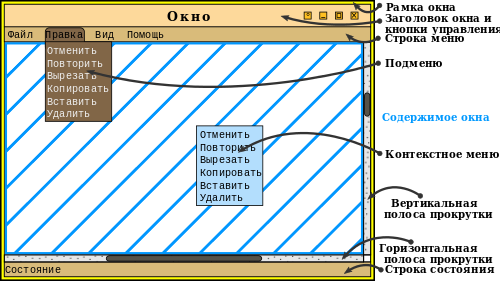 Окно
Файл Правка Вид Помощь
Отменить
Повторить
Вырезать
Копировать
Вставить
Удалить
Отменить
Повторить
Вырезать
Копировать
Вставить
Удалить
Состояние
Рамка окна
Заголовок окна и
кнопки управления
Строка меню
Подменю
Содержимое окна
Контекстное меню
Вертикальная
полоса прокрутки
Горизонтальная
полоса прокрутки
Строка состояния